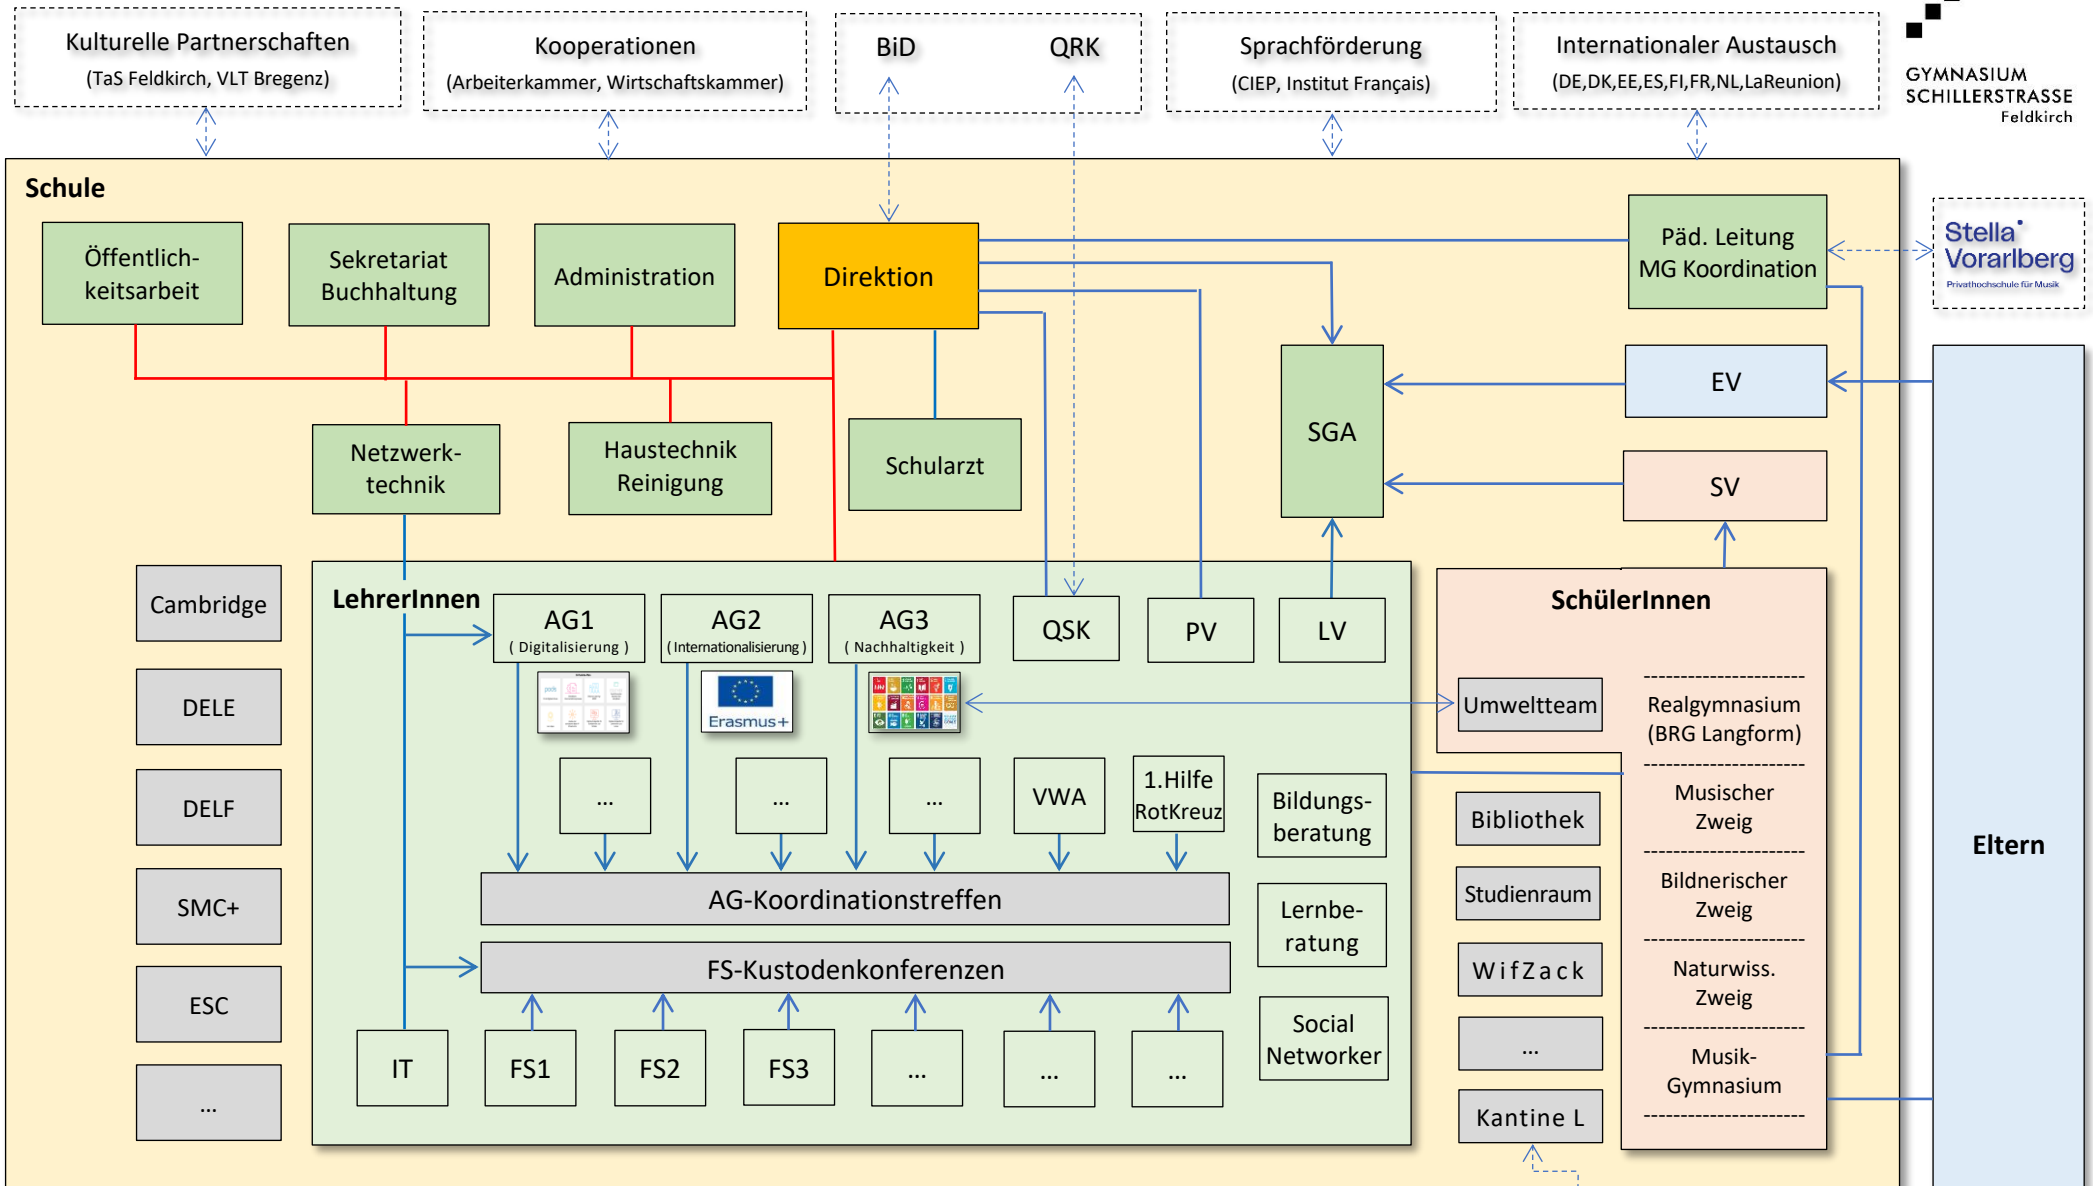 Kulturelle Partnerschaften
(TaS Feldkirch, VLT Bregenz)
Kooperationen
(Arbeiterkammer, Wirtschaftskammer)
BiD
QRK
Sprachförderung
(CIEP, Institut Français)
Internationaler Austausch
(DE,DK,EE,ES,FI,FR,NL,LaReunion)
GYMNASIUM
SCHILLERSTRASSE
Feldkirch
Schule
Öffentlich-
keitsarbeit
Sekretariat
Buchhaltung
Administration
Direktion
Päd. Leitung
MG Koordination
Stella
Vorarlberg
Privathochschule für Musik
Netzwerk-
technik
Haustechnik
Reinigung
Schularzt
SGA
EV
SV
Eltern
Cambridge
DELE
DELF
SMC+
ESC
...
LehrerInnen
AG1
( Digitalisierung )
AG2
( Internationalisierung )
AG3
( Nachhaltigkeit )
QSK
PV
LV
Erasmus+
...
...
...
VWA
1.Hilfe
RotKreuz
Bildungs-
beratung
AG-Koordinationstreffen
Lernbe-
ratung
FS-Kustodenkonferenzen
Social
Networker
IT
FS1
FS2
FS3
...
...
...
SchülerInnen
Umweltteam
Realgymnasium
(BRG Langform)
Bibliothek
Musischer
Zweig
Studienraum
Bildnerischer
Zweig
WifZack
Naturwiss.
Zweig
...
Musik-
Gymnasium
Kantine L